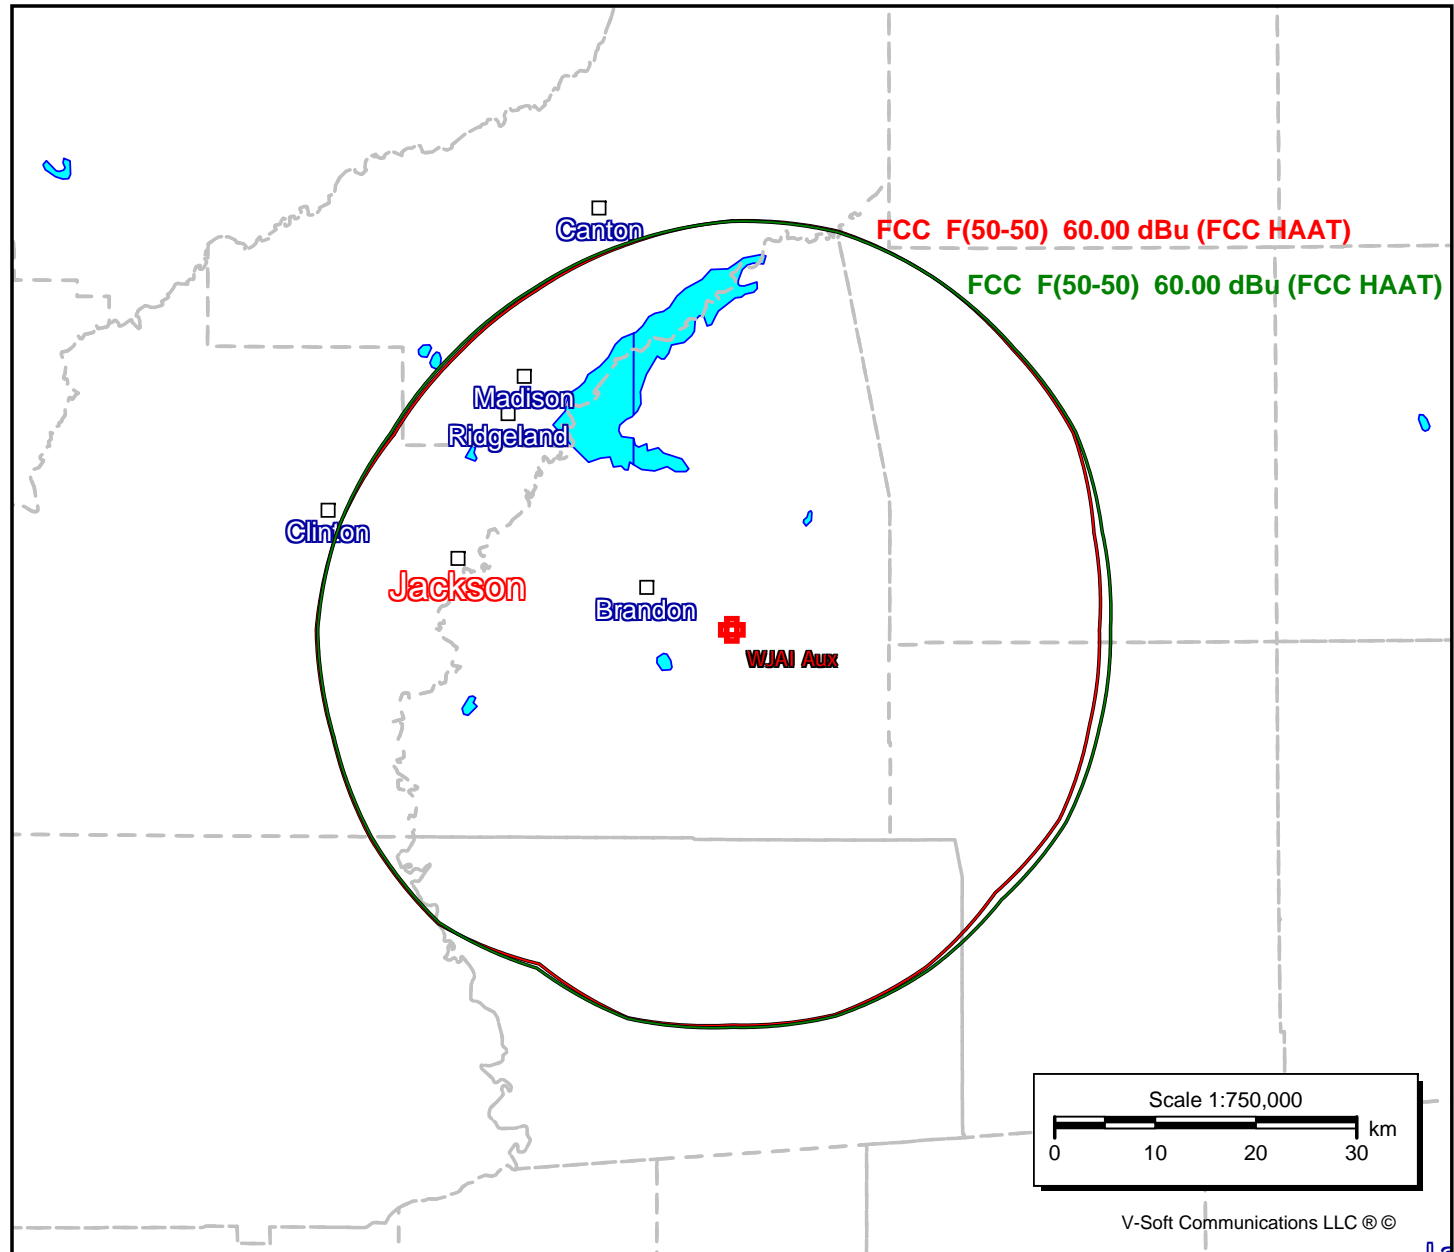 Canton
FCC F(50-50) 60.00 dBu (FCC HAAT)
FCC F(50-50) 60.00 dBu (FCC HAAT)
Madison
Ridgeland
Clinton
Jackson
Brandon
WJAI Aux
Scale 1:750,000
km
0 10 20 30
V-Soft Communications LLC ® ©